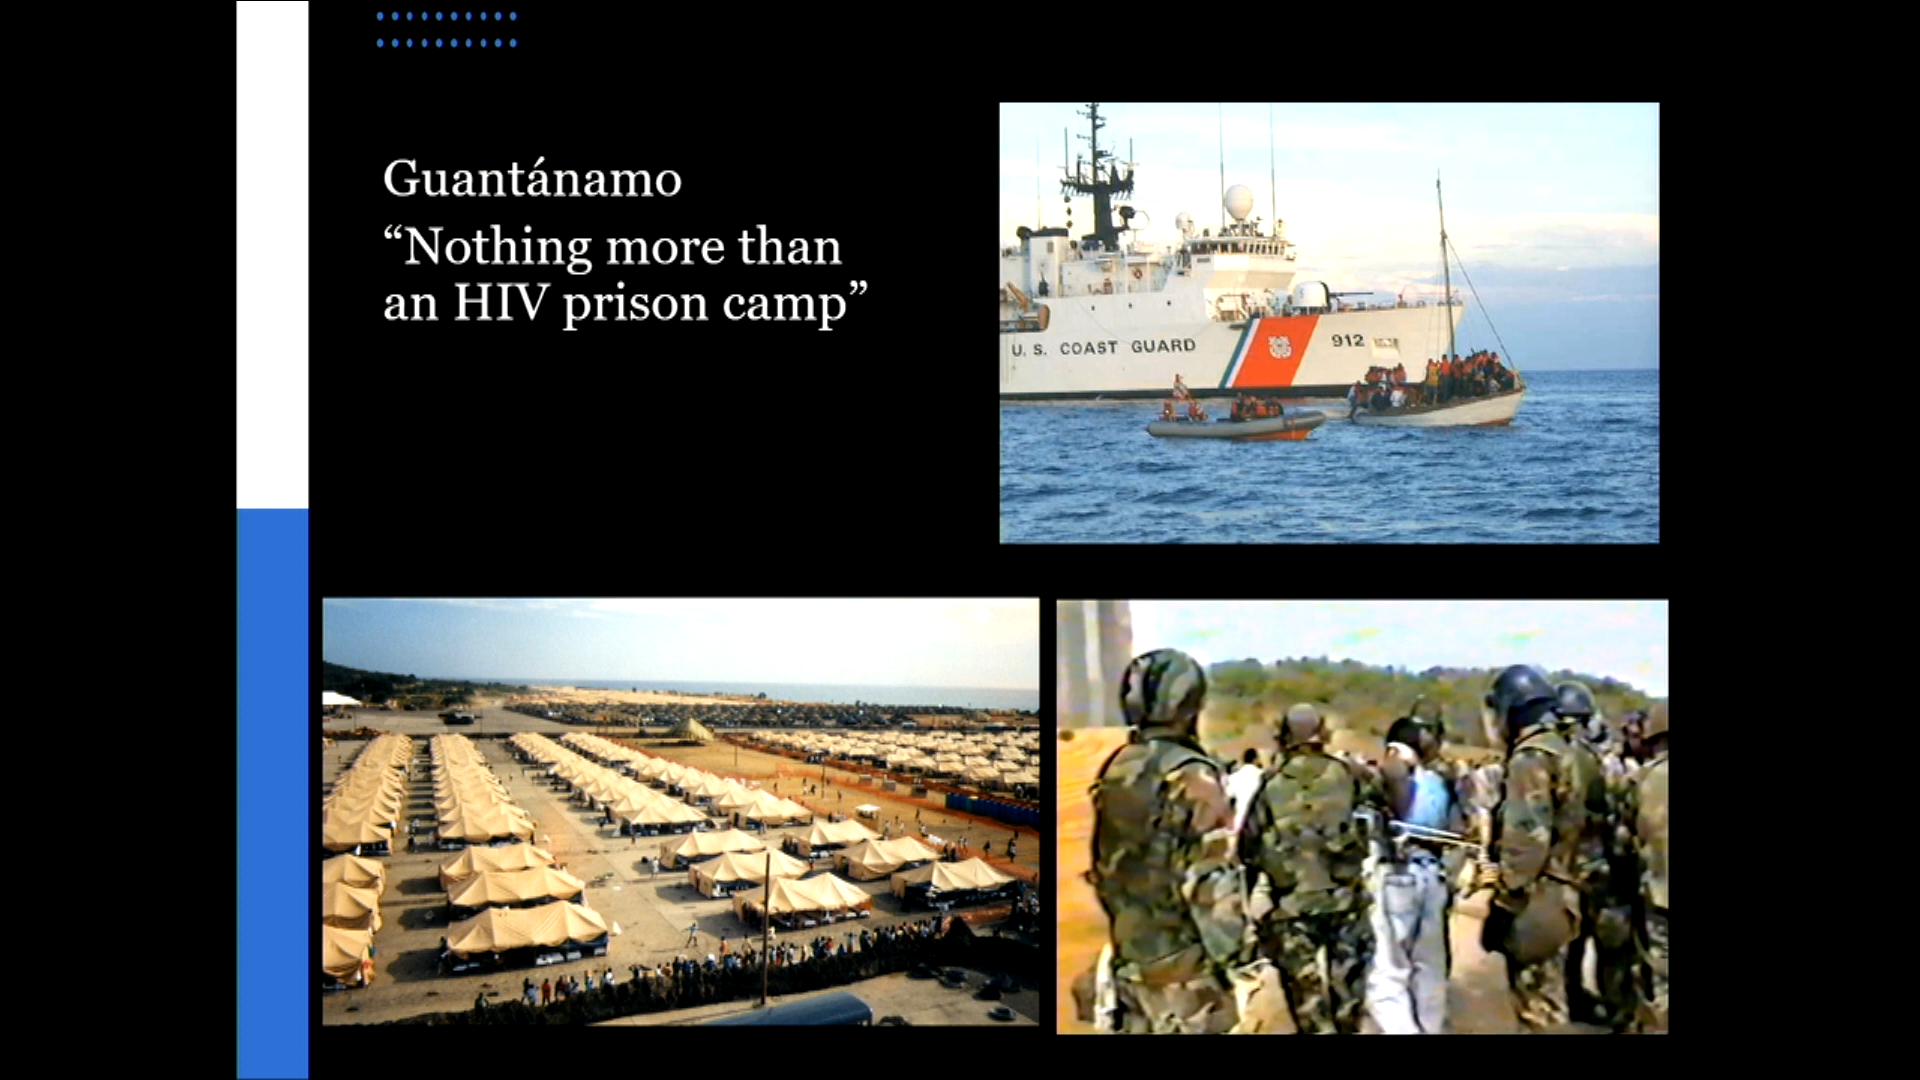 Guantánamo
“Nothing more than
an HIV prison camp”
U. S. COAST GUARD
912